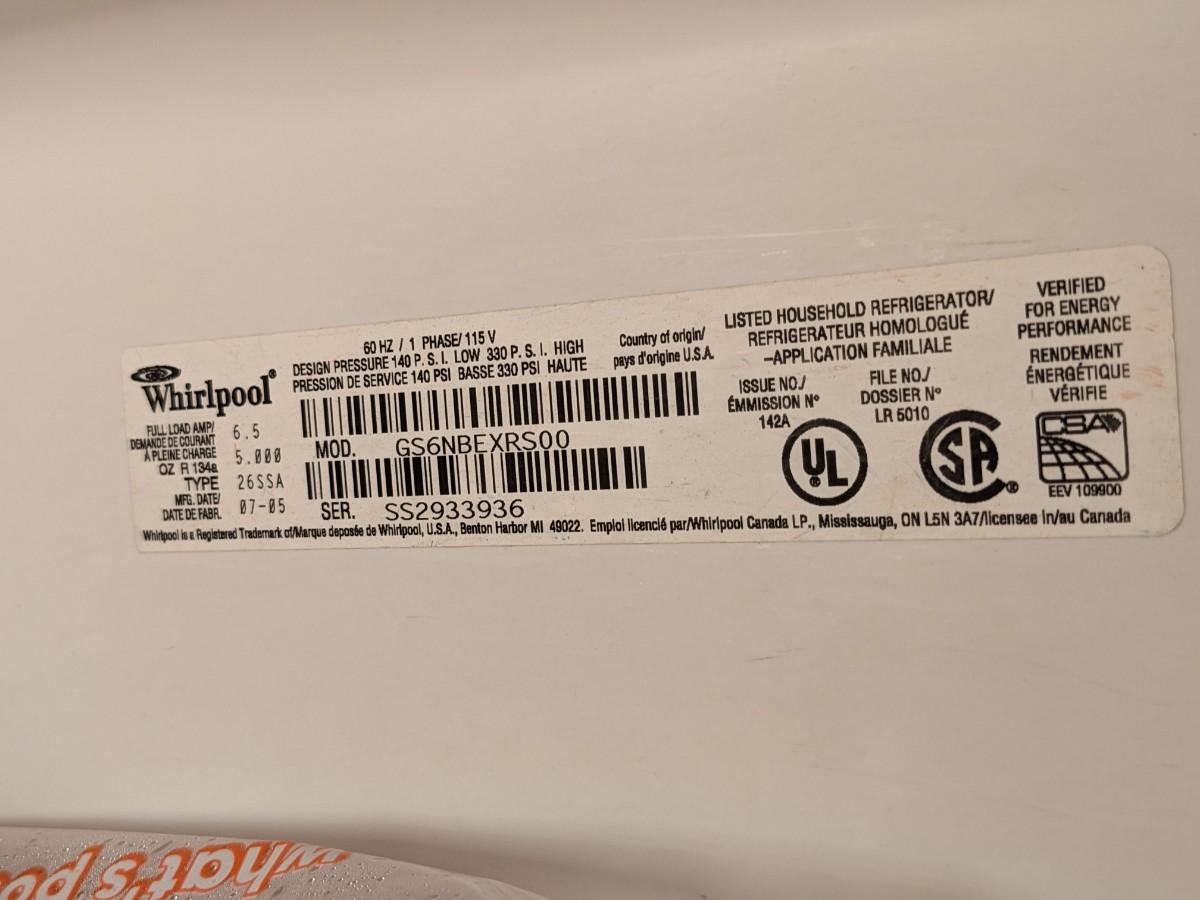 60 HZ / 1 PHASE/ 115 V
DESIGN PRESSURE 140 P. S. I. LOW 330 P. S. I. HIGH
PRESSION DE SERVICE 140 PSI BASSE 330 PSI HAUTE
Country of origin/
pays d'origine U.S.A.
LISTED HOUSEHOLD REFRIGERATOR/
REFRIGERATEUR HOMOLOGUÉ
-APPLICATION FAMILIALE
VERIFIED
FOR ENERGY
PERFORMANCE
RENDEMENT
ÉNERGÉTIQUE
VÉRIFIE
Whirlpool®
FULL LOAD AMP/
DEMANDE DE COURANT
A PLEINE CHARGE
6.5
OZ R 134a
5.000
TYPE 26SSA
MFG. DATE/
DATE DE FABR.
07-05
MOD. GS6NBEXRS00
SER. SS2933936
ISSUE NO./
ÉMMISSION Nº
142A
FILE NO./
DOSSIER Nº
LR 5010
UL®
SA®
CSA
EEV 109900
Whirlpool is a Registered Trademark of/Marque deposée de Whirlpool, U.S.A., Benton Harbor MI 49022. Emploi licencié par/Whirlpool Canada LP., Mississauga, ON L5N 3A7/licensee in/au Canada
what's